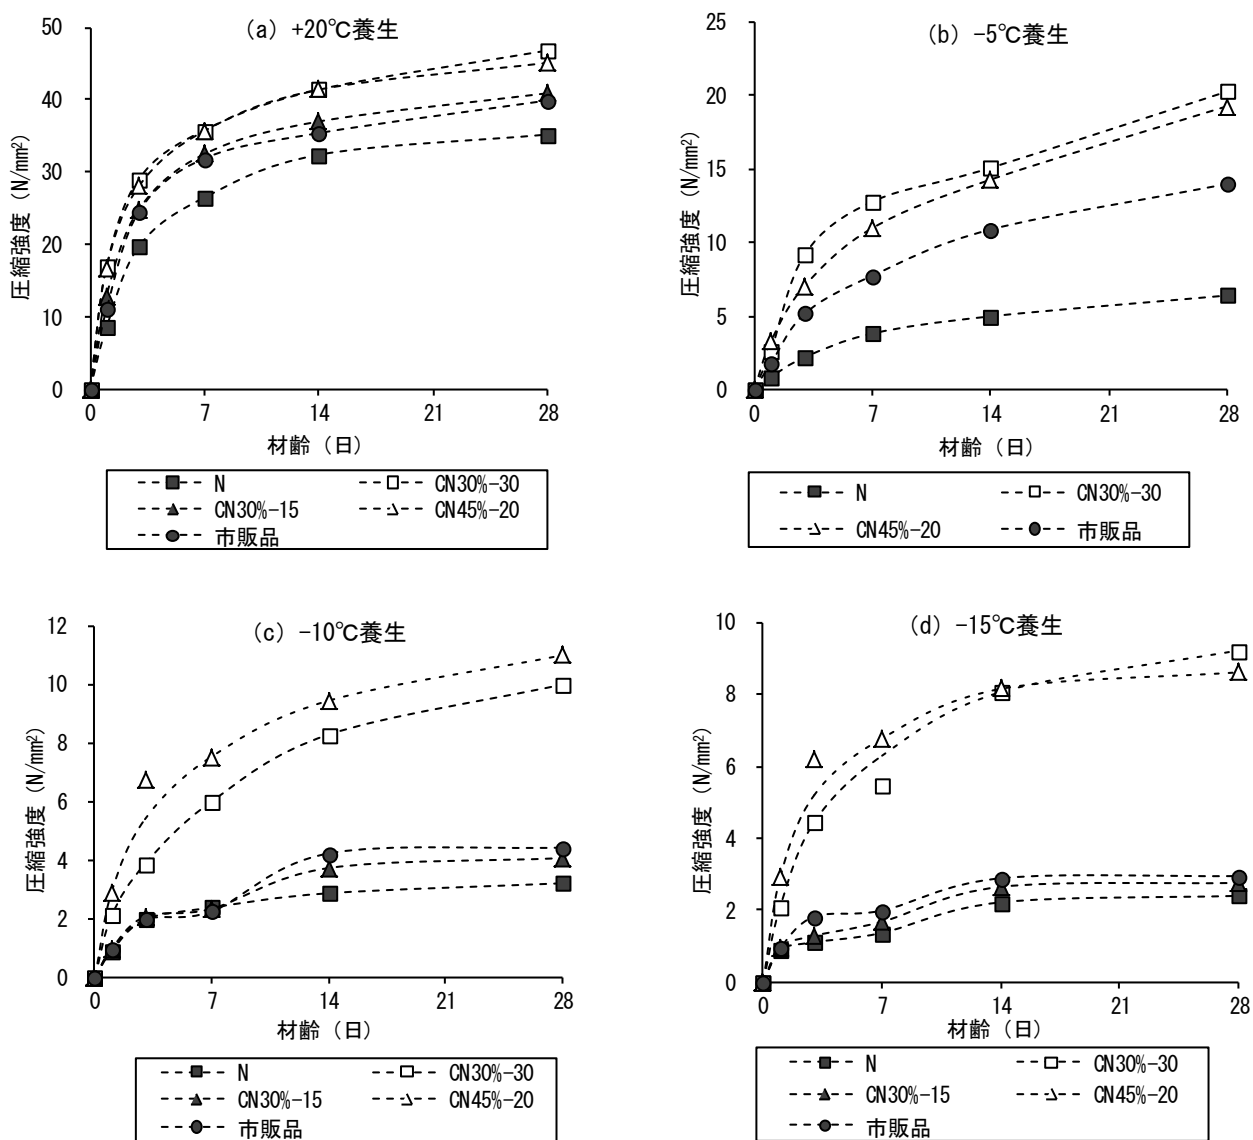 (a) +20℃養生
50
40
30
20
10
0
圧縮強度 (N/mm²)
0 7 14 21 28
材齢 (日)
N CN30%-30
CN30%-15 CN45%-20
市販品
(b) -5℃養生
25
20
15
10
5
0
圧縮強度 (N/mm²)
0 7 14 21 28
材齢 (日)
N CN30%-30
CN45%-20 市販品
(c) -10℃養生
12
10
8
6
4
2
0
圧縮強度 (N/mm²)
0 7 14 21 28
材齢 (日)
N CN30%-30
CN30%-15 CN45%-20
市販品
(d) -15℃養生
10
8
6
4
2
0
圧縮強度 (N/mm²)
0 7 14 21 28
材齢 (日)
N CN30%-30
CN30%-15 CN45%-20
市販品